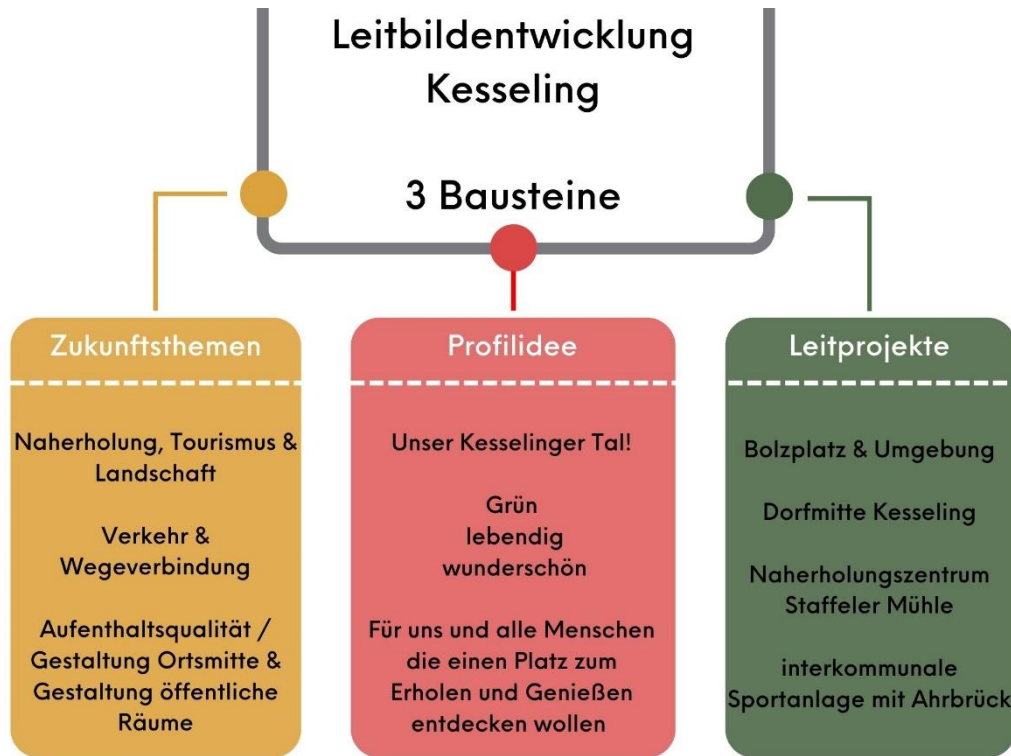 Leitbildentwicklung
Kesseling
3 Bausteine
Zukunftsthemen
Naherholung, Tourismus &
Landschaft
Verkehr &
Wegeverbindung
Aufenthaltsqualität /
Gestaltung Ortsmitte &
Gestaltung öffentliche
Räume
Profilidee
Unser Kesselinger Tal!
Grün
lebendig
wunderschön
Für uns und alle Menschen
die einen Platz zum
Erholen und Genießen
entdecken wollen
Leitprojekte
Bolzplatz & Umgebung
Dorfmitte Kesseling
Naherholungszentrum
Staffeler Mühle
interkommunale
Sportanlage mit Ahrbrück